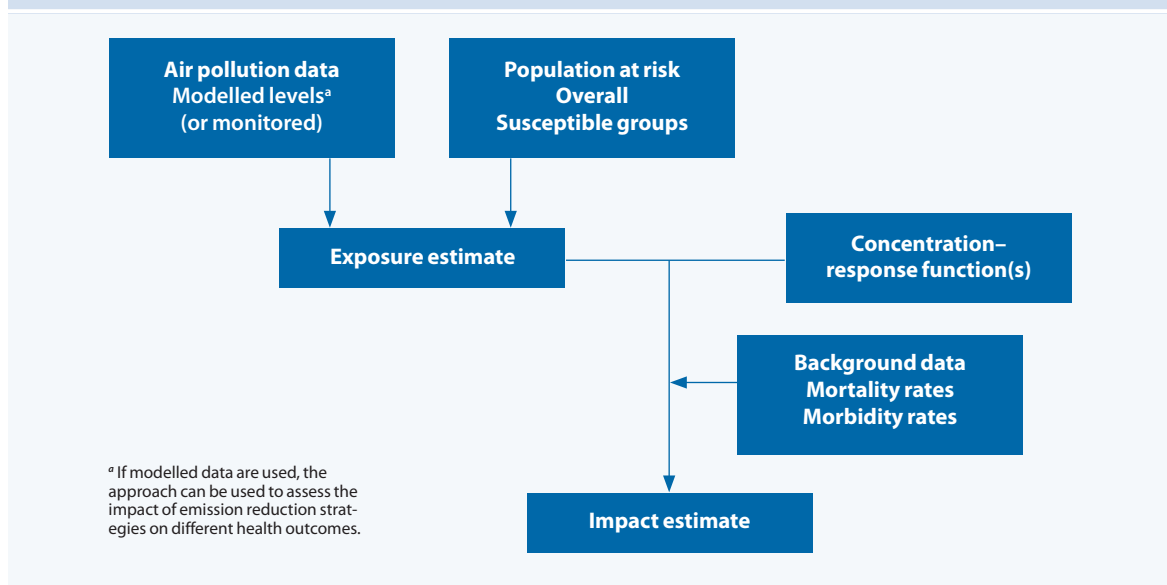 Air pollution data
Modelled levelsᵃ
(or monitored)
Population at risk
Overall
Susceptible groups
Exposure estimate
Concentration–
response function(s)
Background data
Mortality rates
Morbidity rates
ᵃ If modelled data are used, the
approach can be used to assess the
impact of emission reduction strat-
egies on different health outcomes.
Impact estimate